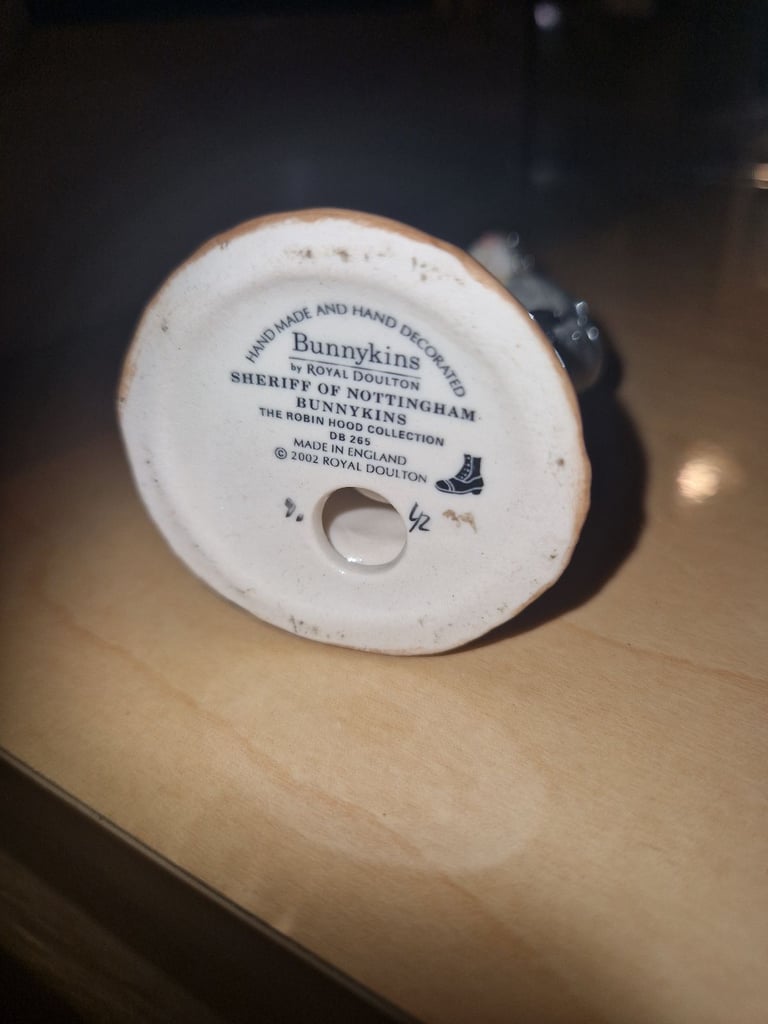 HAND MADE AND HAND DECORATED
Bunnykins
by ROYAL DOULTON
SHERIFF OF NOTTINGHAM
BUNNYKINS
THE ROBIN HOOD COLLECTION
DB 265
MADE IN ENGLAND
© 2002 ROYAL DOULTON